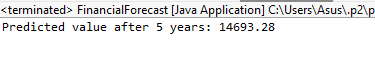 <terminated> FinancialForecast [Java Application] C:\Users\Asus\.p2\p
Predicted value after 5 years: 14693.28